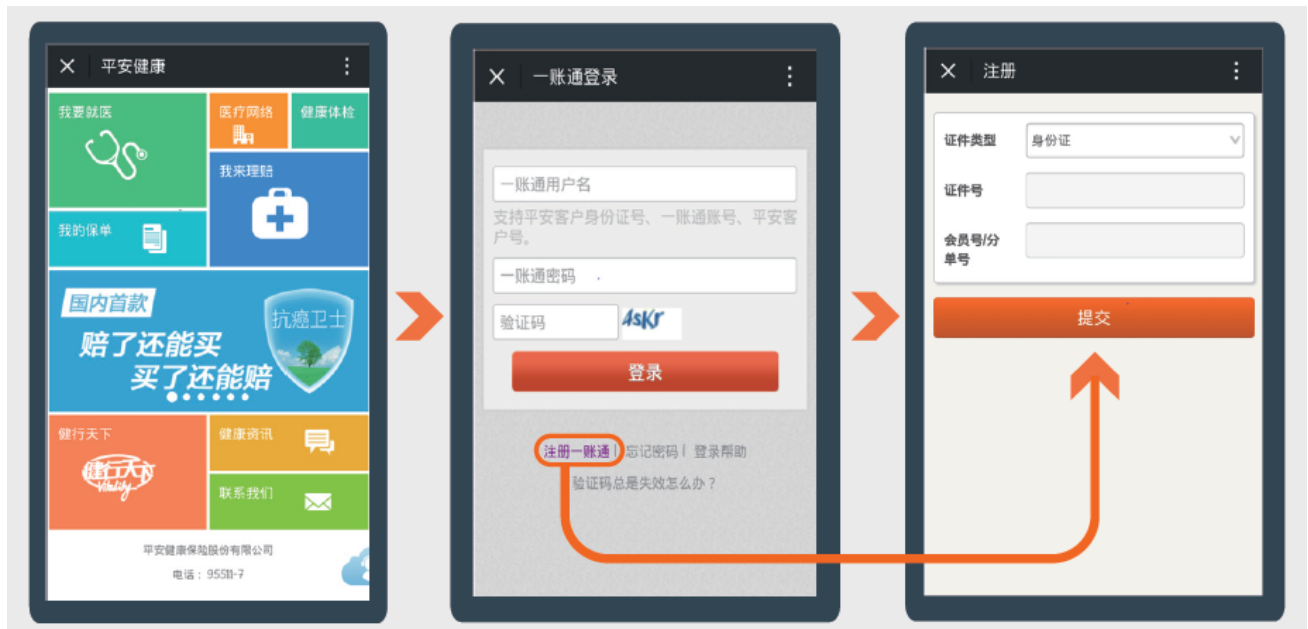 平安健康
我要就医
医疗网络
健康体检
我来理赔
我的保单
国内首款
赔了还能买
买了还能赔
抗癌卫士
健行天下
健行天下
Vitality
健康资讯
联系我们
平安健康保险股份有限公司
电话：95511-7
一账通登录
一账通用户名
支持平安客户身份证号、一账通账号、平安客
户号。
一账通密码
验证码
4sKr
登录
注册一账通 | 忘记密码 | 登录帮助
验证码总是失效怎么办？
注册
证件类型
身份证
证件号
会员号/分
单号
提交